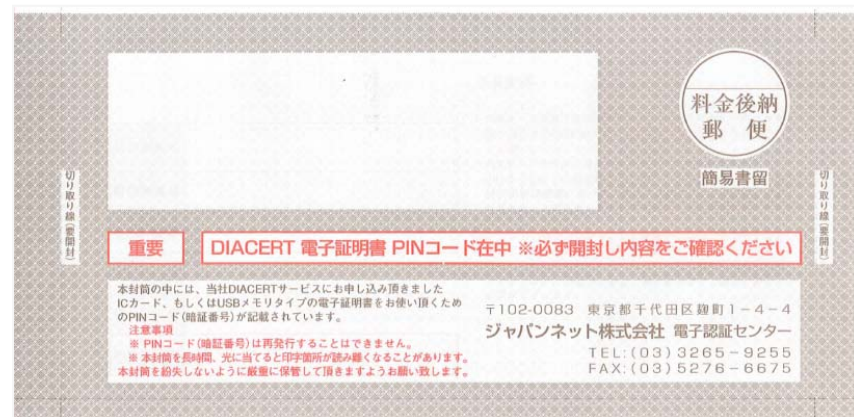 料金後納
郵 便
簡易書留
切り取り線(要開封)
切り取り線(要開封)
重要
DIACERT 電子証明書 PINコード在中 ※必ず開封し内容をご確認ください
本封筒の中には、当社DIACERTサービスにお申し込み頂きました
ICカード、もしくはUSBメモリタイプの電子証明書をお使い頂くため
のPINコード(暗証番号)が記載されています。
注意事項
※ PINコード(暗証番号)は再発行することはできません。
※ 本封筒を長時間、光に当てると印字箇所が読み難くなることがあります。
本封筒を紛失しないように厳重に保管して頂きますようお願い致します。
〒102-0083 東京都千代田区麹町1-4-4
ジャパンネット株式会社 電子認証センター
TEL:(03)3265-9255
FAX:(03)5276-6675